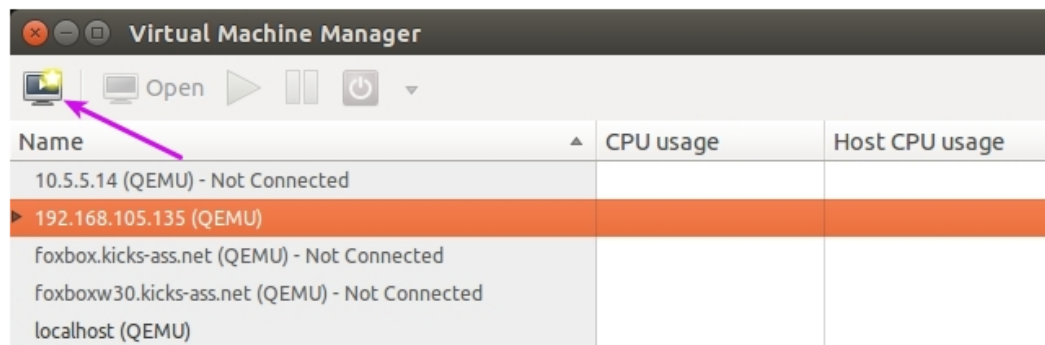 Virtual Machine Manager
Open
Name CPU usage Host CPU usage
10.5.5.14 (QEMU) - Not Connected
192.168.105.135 (QEMU)
foxbox.kicks-ass.net (QEMU) - Not Connected
foxboxw30.kicks-ass.net (QEMU) - Not Connected
localhost (QEMU)